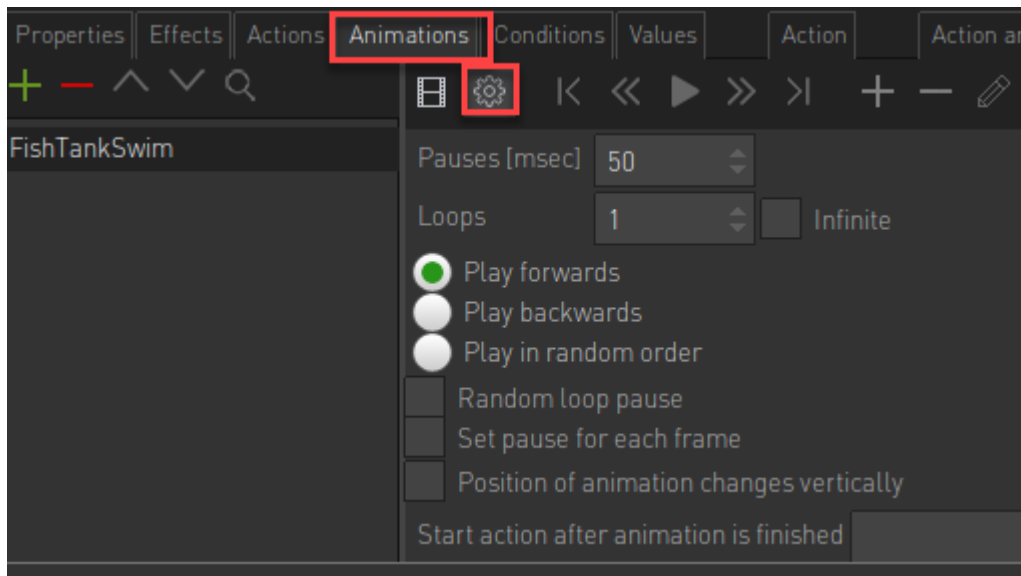 Properties Effects Actions Animations Conditions Values Action Action an
FishTankSwim
Pauses [msec] 50
Loops 1 Infinite
Play forwards
Play backwards
Play in random order
Random loop pause
Set pause for each frame
Position of animation changes vertically
Start action after animation is finished